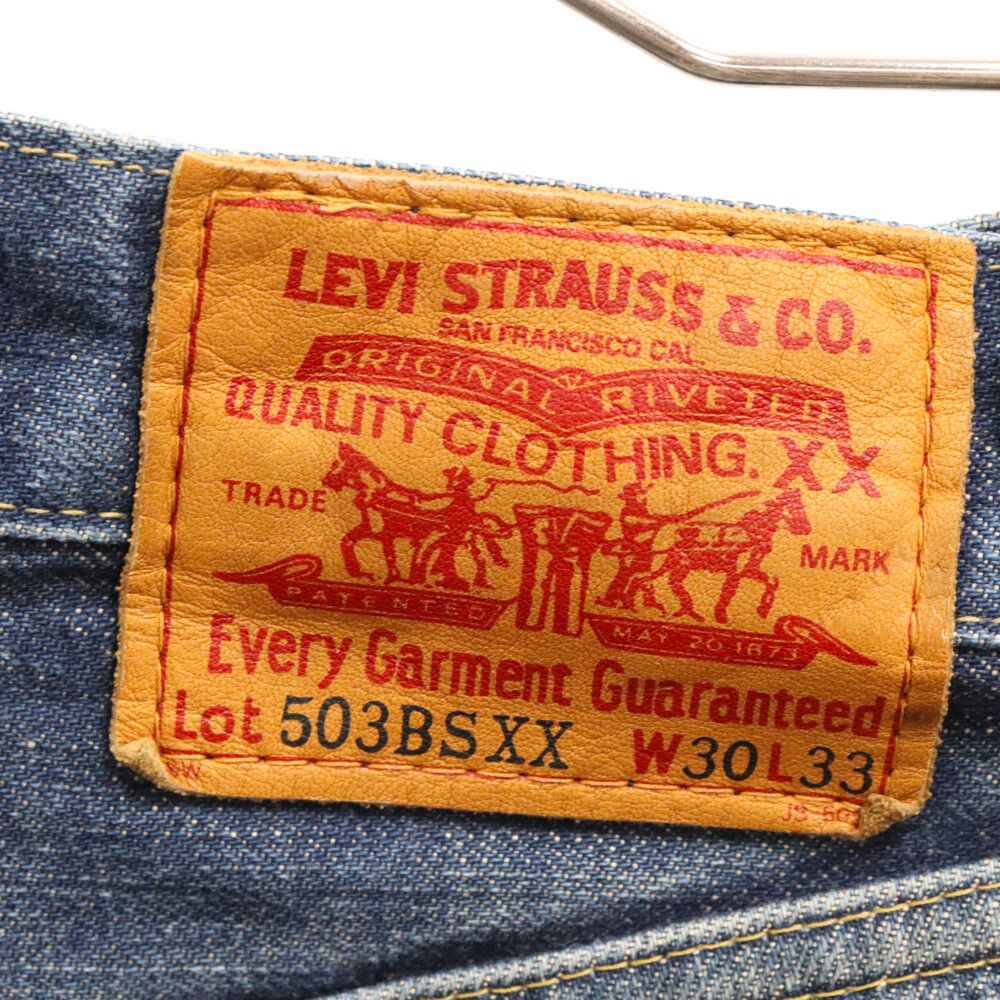 LEVI STRAUSS & CO.
SAN FRANCISCO CAL.
ORIGINAL RIVETED
QUALITY CLOTHING. XX
TRADE MARK
PATENTED MAY 20 1873
Every Garment Guaranteed
Lot 503BSXX W30L33